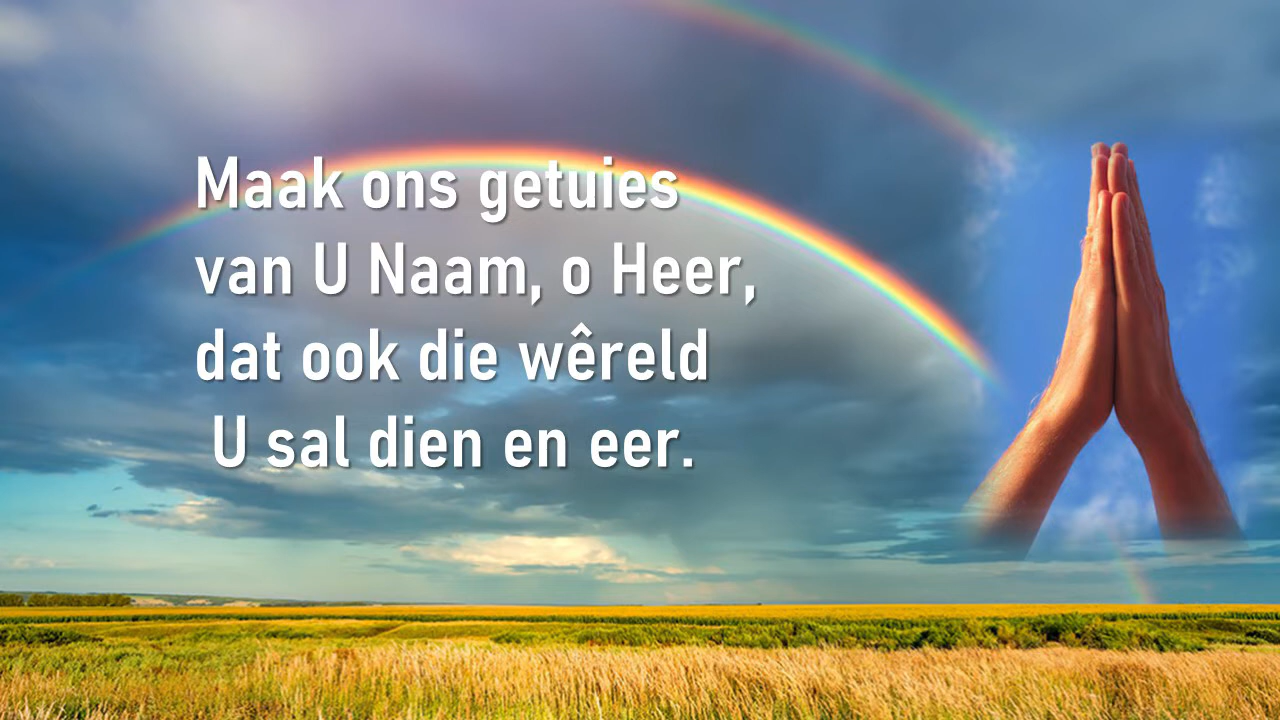 Maak ons getuies
van U Naam, o Heer,
dat ook die wêreld
U sal dien en eer.